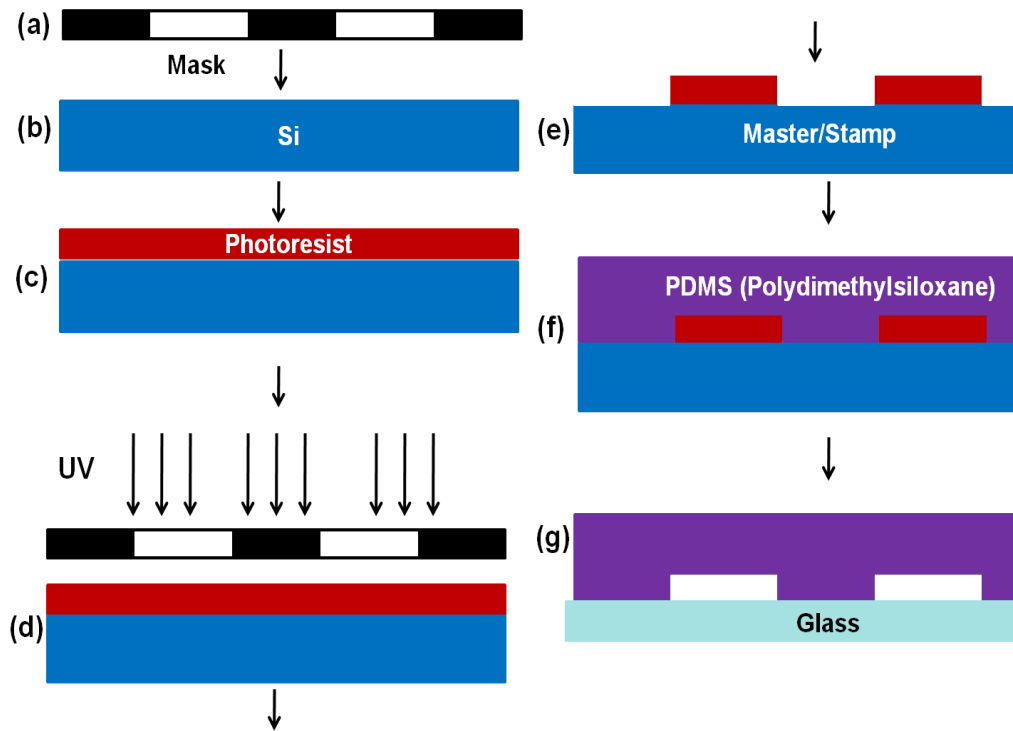 (a)
Mask
(b)
Si
(c)
Photoresist
UV
(d)
(e)
Master/Stamp
(f)
PDMS (Polydimethylsiloxane)
(g)
Glass